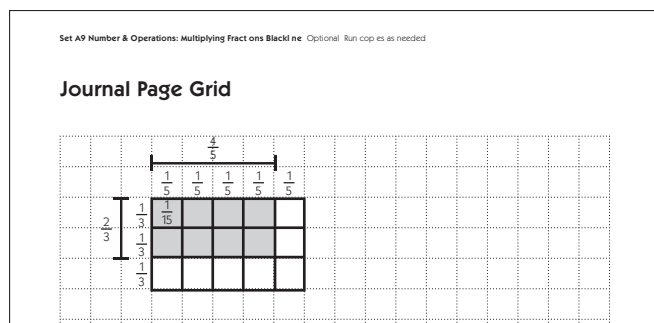 Set A9 Number & Operations: Multiplying Fract ons Blackl ne Optional Run cop es as needed
Journal Page Grid
4/5
1/5 1/5 1/5 1/5 1/5
1/3 1/15
2/3
1/3
1/3